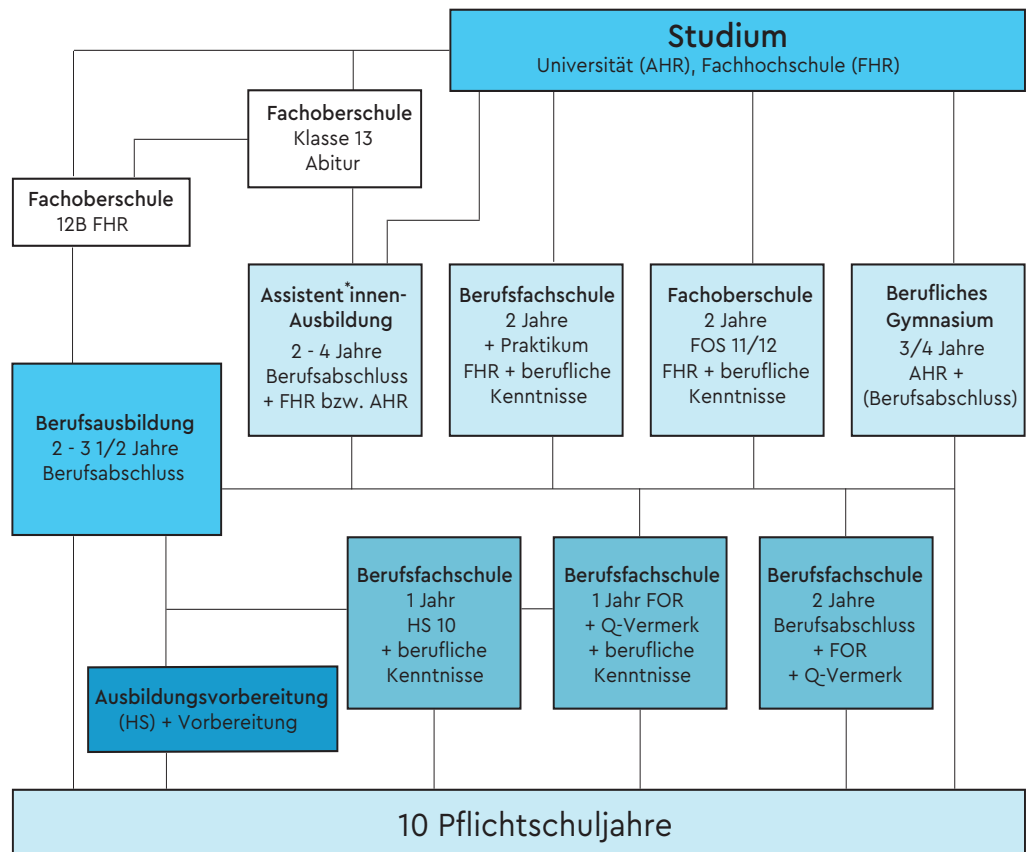 Studium
Universität (AHR), Fachhochschule (FHR)
Fachoberschule
Klasse 13
Abitur
Fachoberschule
12B FHR
Assistent*innen-
Ausbildung
2 - 4 Jahre
Berufsabschluss
+ FHR bzw. AHR
Berufsfachschule
2 Jahre
+ Praktikum
FHR + berufliche
Kenntnisse
Fachoberschule
2 Jahre
FOS 11/12
FHR + berufliche
Kenntnisse
Berufliches
Gymnasium
3/4 Jahre
AHR +
(Berufsabschluss)
Berufsausbildung
2 - 3 1/2 Jahre
Berufsabschluss
Berufsfachschule
1 Jahr
HS 10
+ berufliche
Kenntnisse
Berufsfachschule
1 Jahr FOR
+ Q-Vermerk
+ berufliche
Kenntnisse
Berufsfachschule
2 Jahre
Berufsabschluss
+ FOR
+ Q-Vermerk
Ausbildungsvorbereitung
(HS) + Vorbereitung
10 Pflichtschuljahre